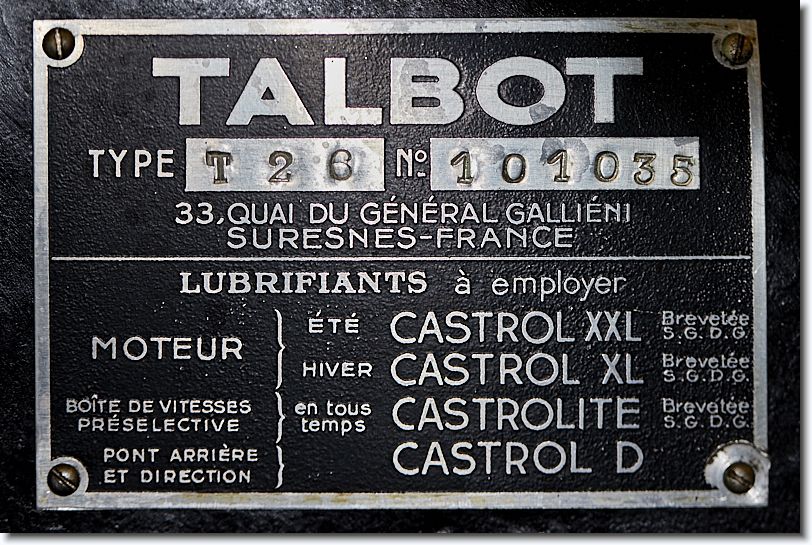 TALBOT
TYPE T 26 No 101035
33, QUAI DU GÉNÉRAL GALLIÉNI
SURESNES-FRANCE
LUBRIFIANTS à employer
MOTEUR
ÉTÉ CASTROL XXL Brevetée S.G.D.G.
HIVER CASTROL XL Brevetée S.G.D.G.
BOÎTE DE VITESSES
PRÉSELECTIVE
en tous
temps
CASTROLITE Brevetée S.G.D.G.
PONT ARRIÈRE
ET DIRECTION
CASTROL D